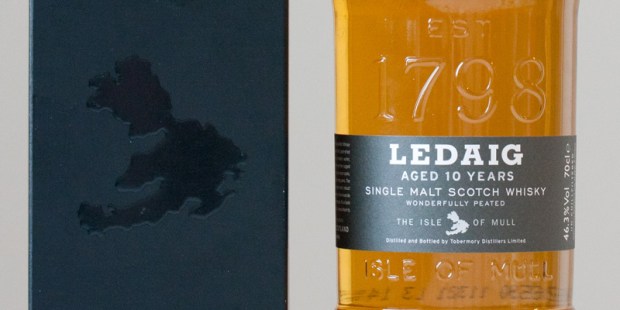 EST
1798
LEDAIG
AGED 10 YEARS
SINGLE MALT SCOTCH WHISKY
WONDERFULLY PEATED
THE ISLE OF MULL
Distilled and Bottled by Tobermory Distillers Limited
46.3%Vol 70cl e
ISLE OF MULL